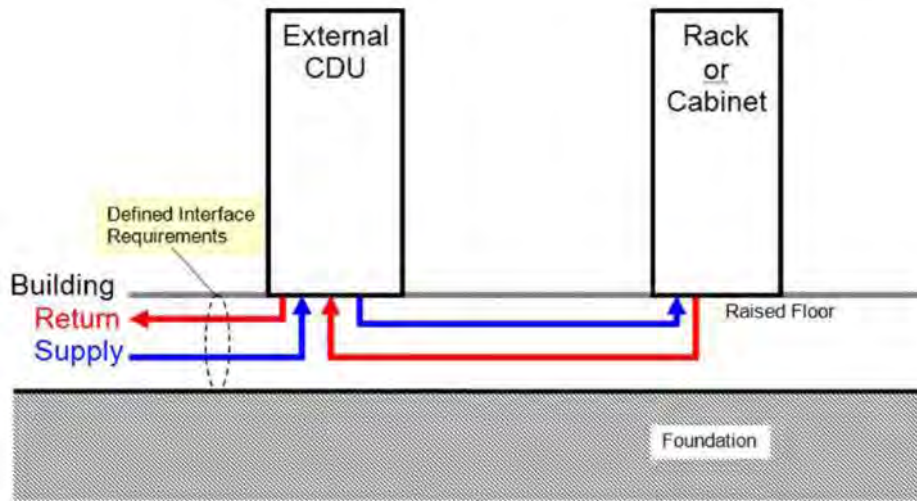 External
CDU
Rack
or
Cabinet
Defined Interface
Requirements
Building
Return
Supply
Raised Floor
Foundation